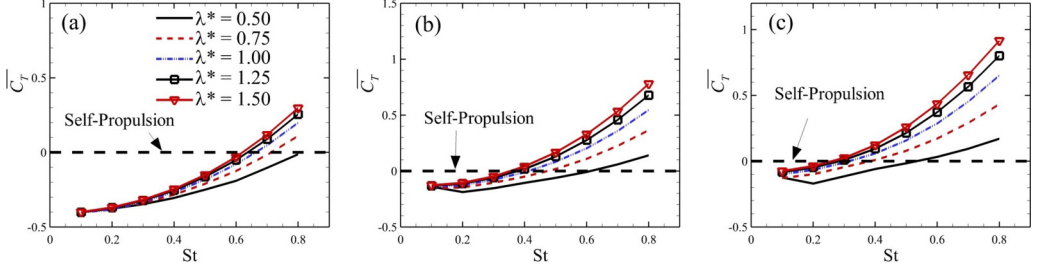 (a)
λ* = 0.50
λ* = 0.75
λ* = 1.00
λ* = 1.25
λ* = 1.50
Self-Propulsion
C_T
1
0.5
0
-0.5
0 0.2 0.4 0.6 0.8
St
(b)
Self-Propulsion
C_T
1.5
1
0.5
0
-0.5
0 0.2 0.4 0.6 0.8
St
(c)
Self-Propulsion
C_T
1
0.5
0
-0.5
0 0.2 0.4 0.6 0.8
St